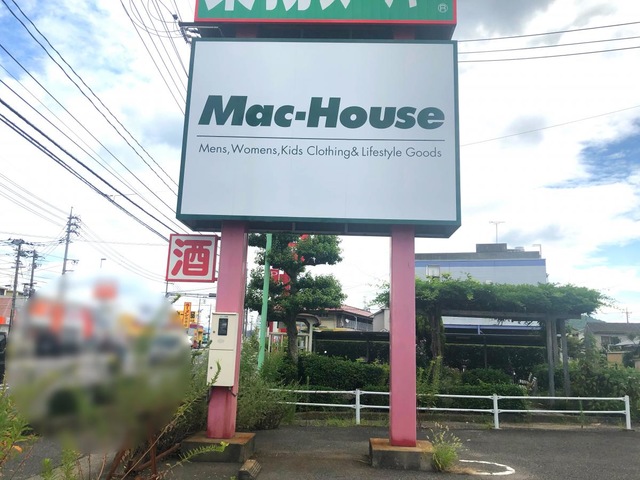 ®
Mac-House
Mens,Womens,Kids Clothing& Lifestyle Goods
酒